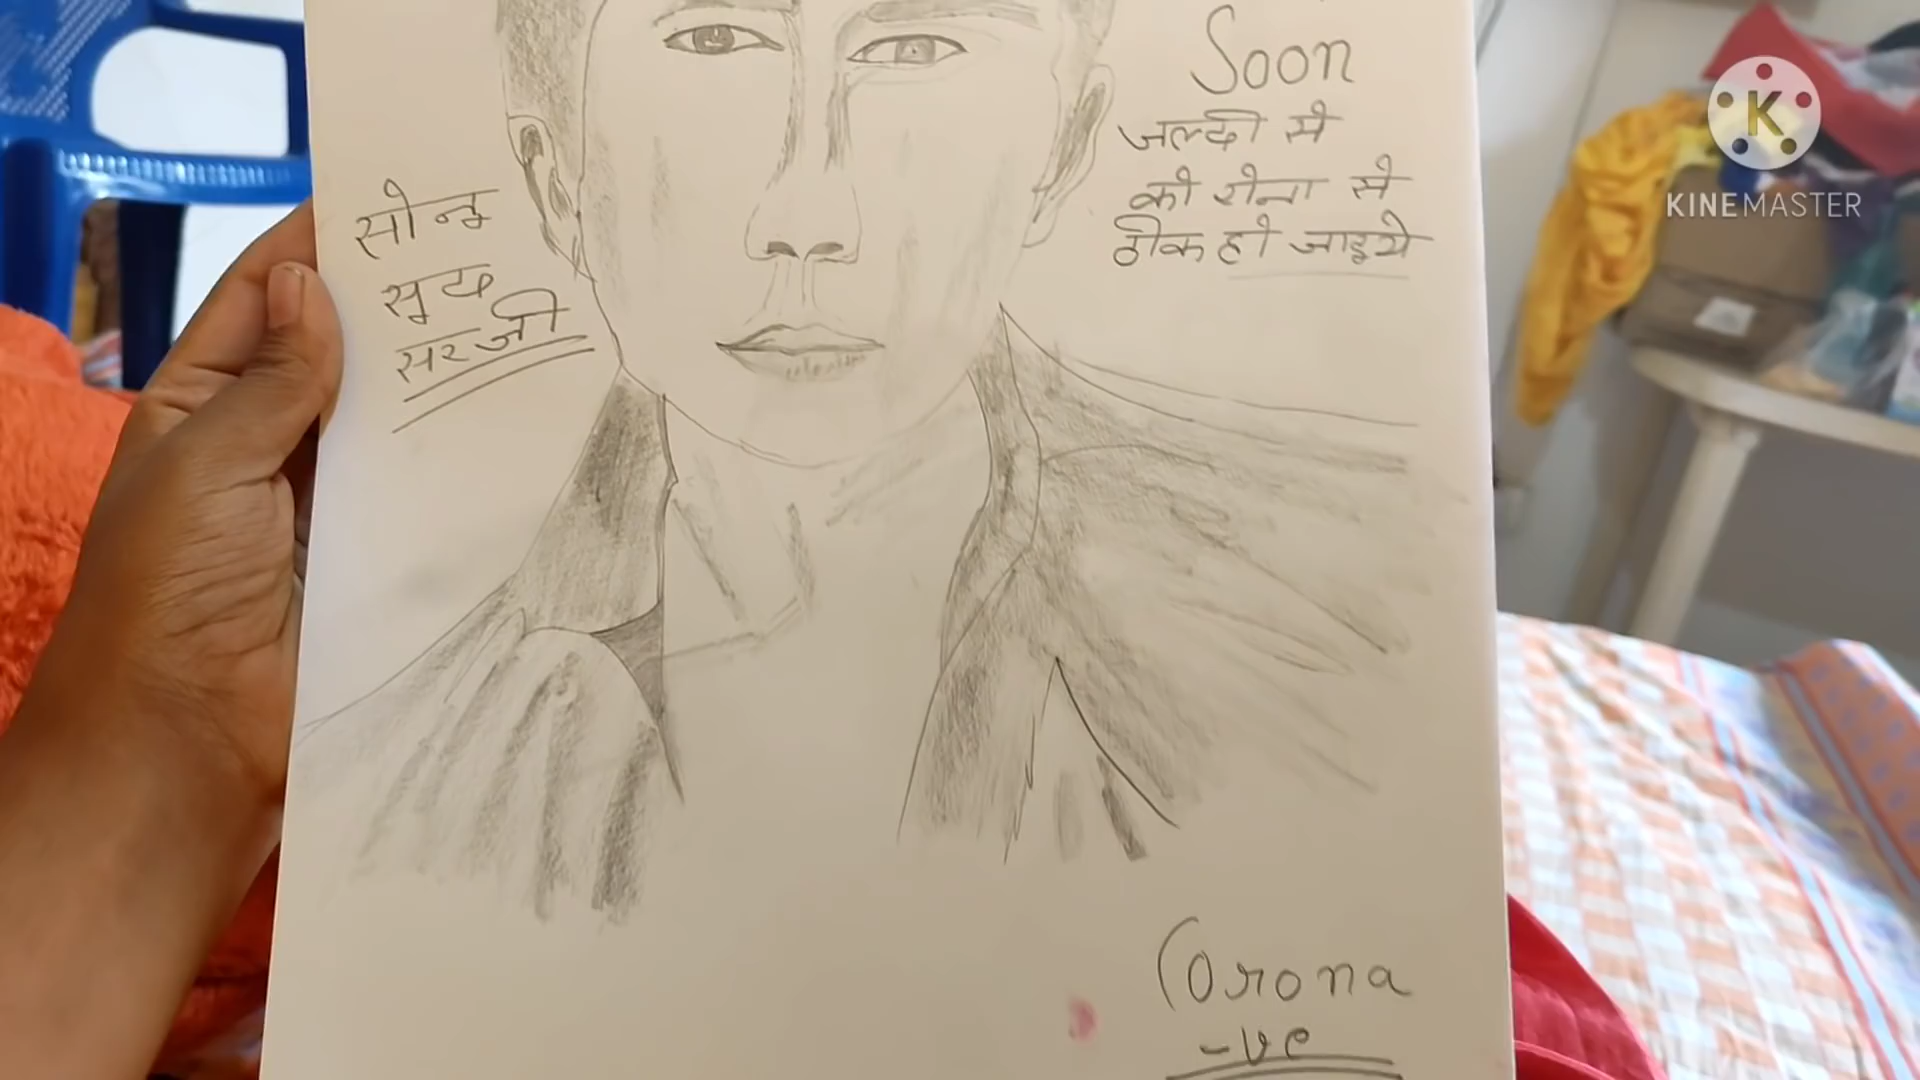 Soon
जल्दी से
को रोना से
ठीक हो जाइये
सोनू
सूद
सर जी
Corona
-ve
KINEMASTER